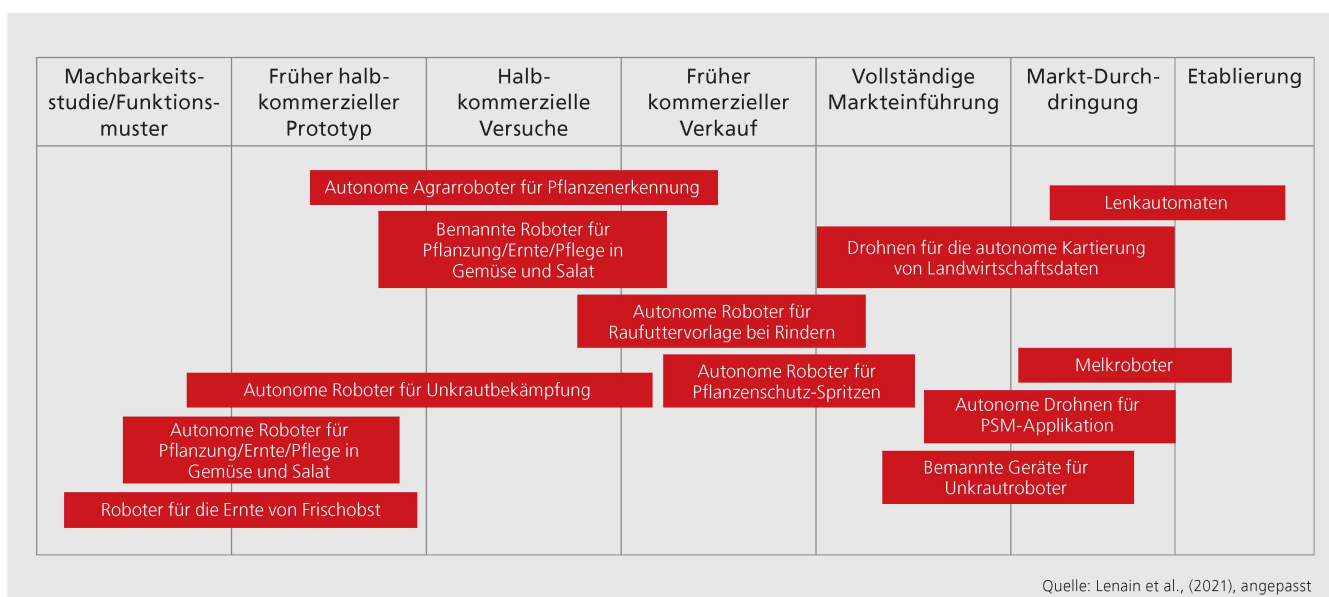 Machbarkeits-
studie/Funktions-
muster
Früher halb-
kommerzieller
Prototyp
Halb-
kommerzielle
Versuche
Früher
kommerzieller
Verkauf
Vollständige
Markteinführung
Markt-Durch-
dringung
Etablierung
Autonome Agrarroboter für Pflanzenerkennung
Lenkautomaten
Bemannte Roboter für
Pflanzung/Ernte/Pflege in
Gemüse und Salat
Drohnen für die autonome Kartierung
von Landwirtschaftsdaten
Autonome Roboter für
Raufuttervorlage bei Rindern
Melkroboter
Autonome Roboter für
Pflanzenschutz-Spritzen
Autonome Roboter für Unkrautbekämpfung
Autonome Drohnen für
PSM-Applikation
Autonome Roboter für
Pflanzung/Ernte/Pflege in
Gemüse und Salat
Bemannte Geräte für
Unkrautroboter
Roboter für die Ernte von Frischobst
Quelle: Lenain et al., (2021), angepasst